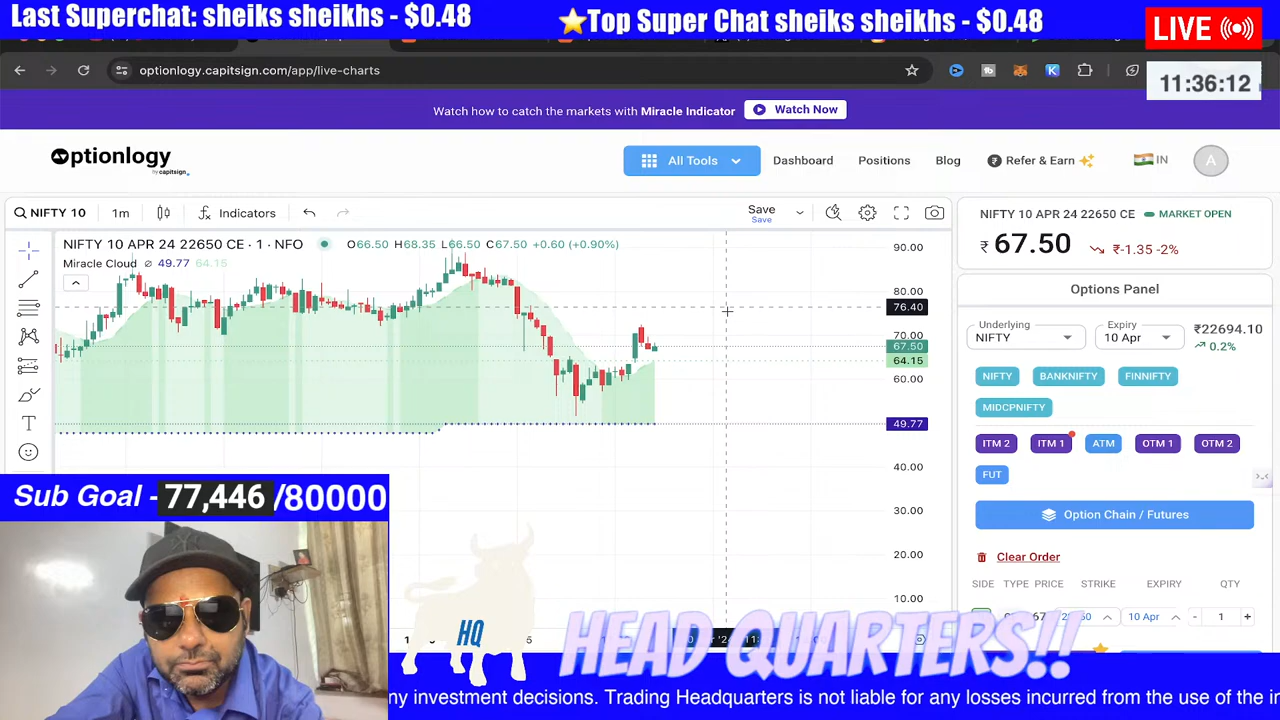 Last Superchat: sheiks sheikhs - $0.48
⭐Top Super Chat sheiks sheikhs - $0.48
LIVE
optionlogy.capitsign.com/app/live-charts
11:36:12
Watch how to catch the markets with Miracle Indicator
Watch Now
optionlogy
by capitsign
All Tools
Dashboard
Positions
Blog
Refer & Earn
IN
A
NIFTY 10
1m
Indicators
Save
Save
NIFTY 10 APR 24 22650 CE · 1 · NFO
O66.50 H68.35 L66.50 C67.50 +0.60 (+0.90%)
Miracle Cloud ⌀ 49.77 64.15
90.00
80.00
76.40
70.00
67.50
64.15
60.00
49.77
40.00
30.00
20.00
10.00
NIFTY 10 APR 24 22650 CE
MARKET OPEN
₹ 67.50
₹-1.35 -2%
Options Panel
Underlying
NIFTY
Expiry
10 Apr
₹22694.10
0.2%
NIFTY
BANKNIFTY
FINNIFTY
MIDCPNIFTY
ITM 2
ITM 1
ATM
OTM 1
OTM 2
FUT
Option Chain / Futures
Clear Order
SIDE TYPE PRICE STRIKE EXPIRY QTY
10 Apr - 1 +
Sub Goal - 77,446 /80000
HQ
HEAD QUARTERS!!
investment decisions. Trading Headquarters is not liable for any losses incurred from the use of the